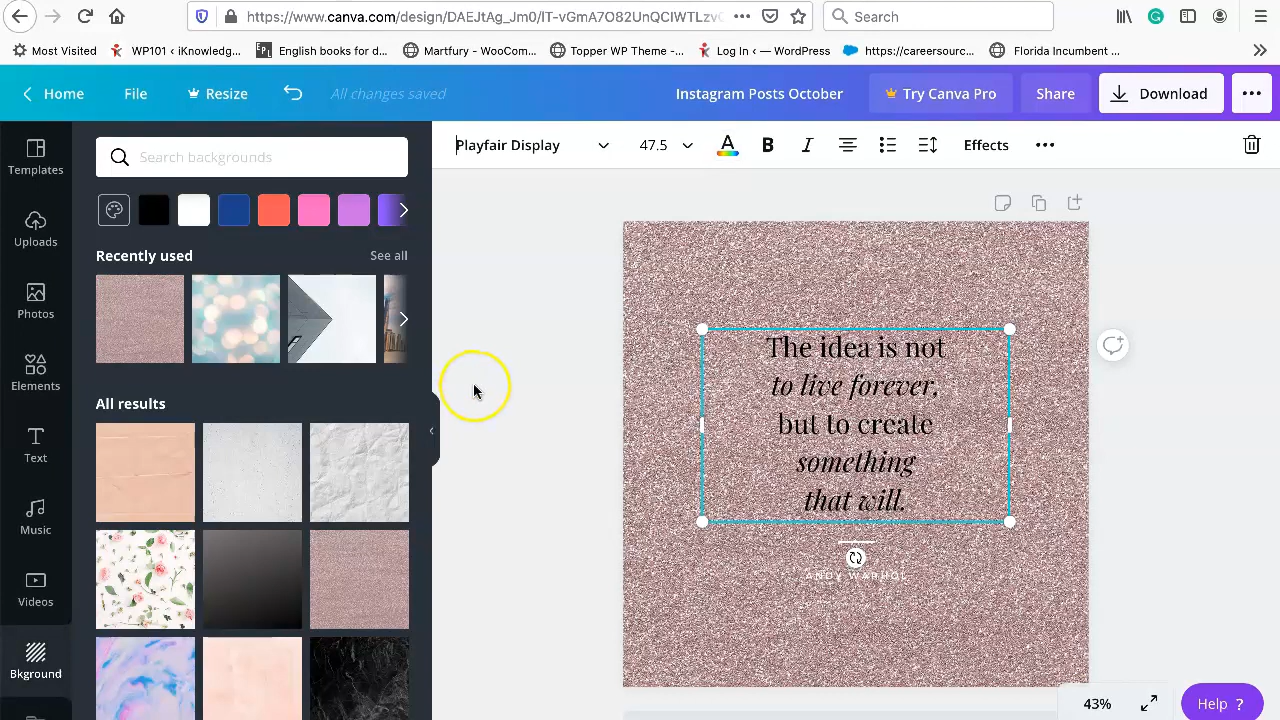 https://www.canva.com/design/DAEJtAg_Jm0/IT-vGmA7O82UnQCIWTLzvC
Search
Most Visited
WP101 ‹ iKnowledg...
English books for d...
Martfury – WooCom...
Topper WP Theme -...
Log In ‹ — WordPress
https://careersourc...
Florida Incumbent ...
Home
File
Resize
All changes saved
Instagram Posts October
Try Canva Pro
Share
Download
Templates
Uploads
Photos
Elements
Text
Music
Videos
Bkground
Search backgrounds
Recently used
See all
All results
Playfair Display
47.5
A
B
I
Effects
The idea is not
to live forever,
but to create
something
that will.
43%
Help ?